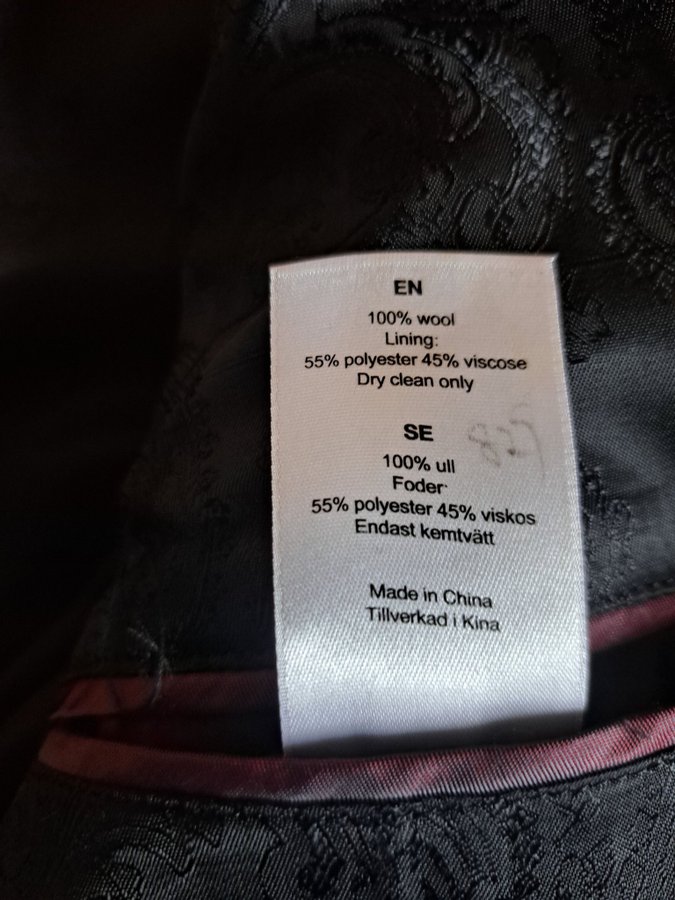 EN
100% wool
Lining:
55% polyester 45% viscose
Dry clean only
SE
100% ull
Foder:
55% polyester 45% viskos
Endast kemtvätt
Made in China
Tillverkad i Kina